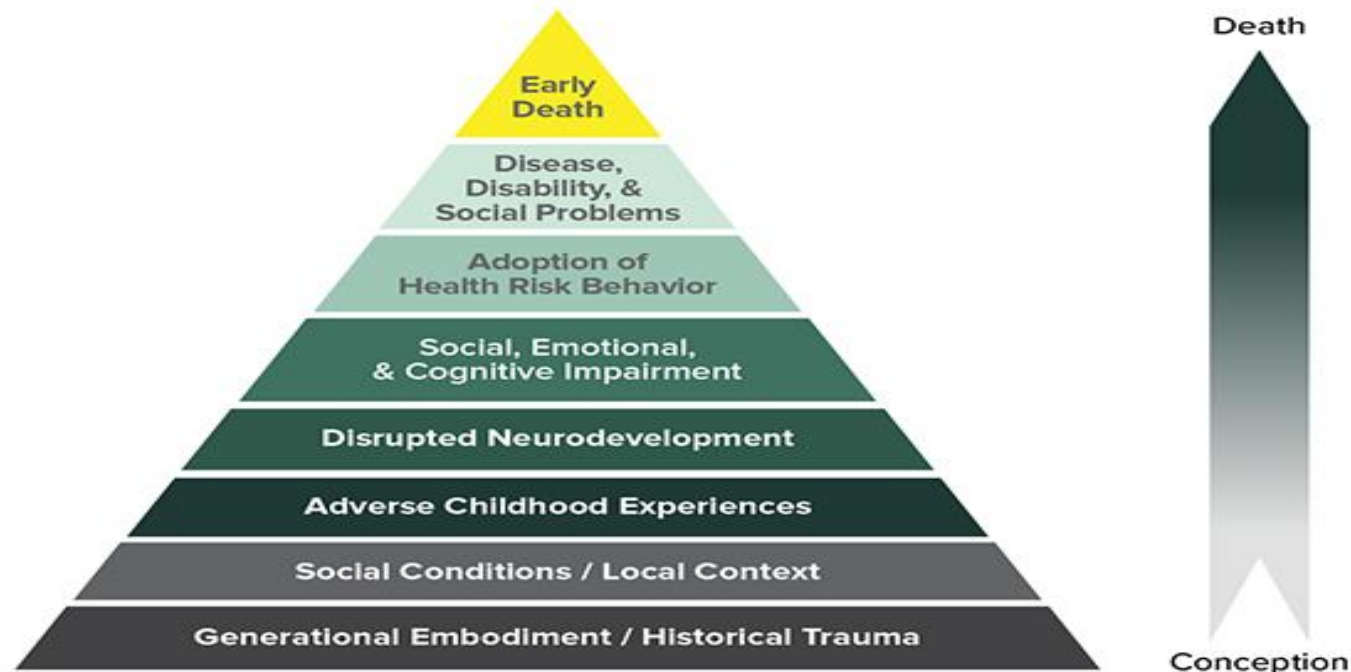 Death
Early
Death
Disease,
Disability, &
Social Problems
Adoption of
Health Risk Behavior
Social, Emotional,
& Cognitive Impairment
Disrupted Neurodevelopment
Adverse Childhood Experiences
Social Conditions / Local Context
Generational Embodiment / Historical Trauma
Conception